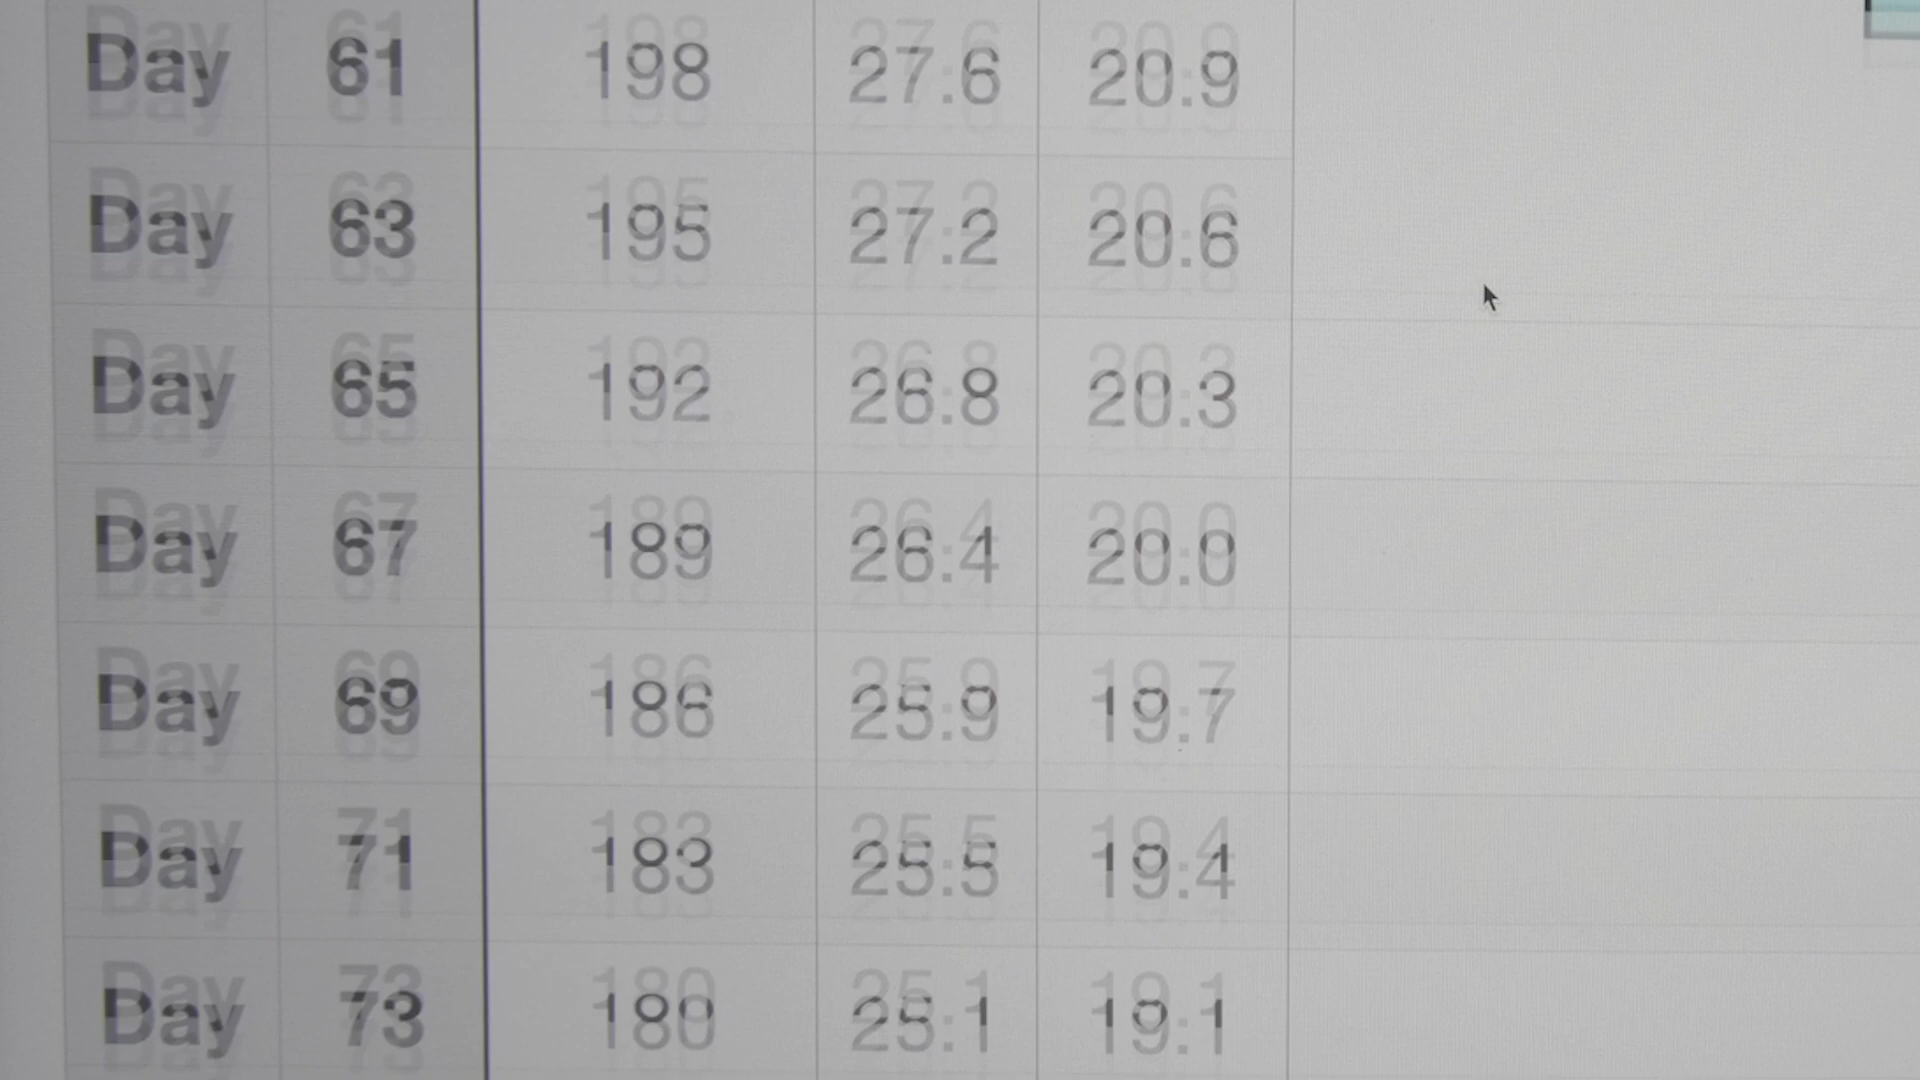 Day 61 198 27.6 20.9
Day 63 195 27.2 20.6
Day 65 192 26.8 20.3
Day 67 189 26.4 20.0
Day 69 186 25.9 19.7
Day 71 183 25.5 19.4
Day 73 180 25.1 19.1